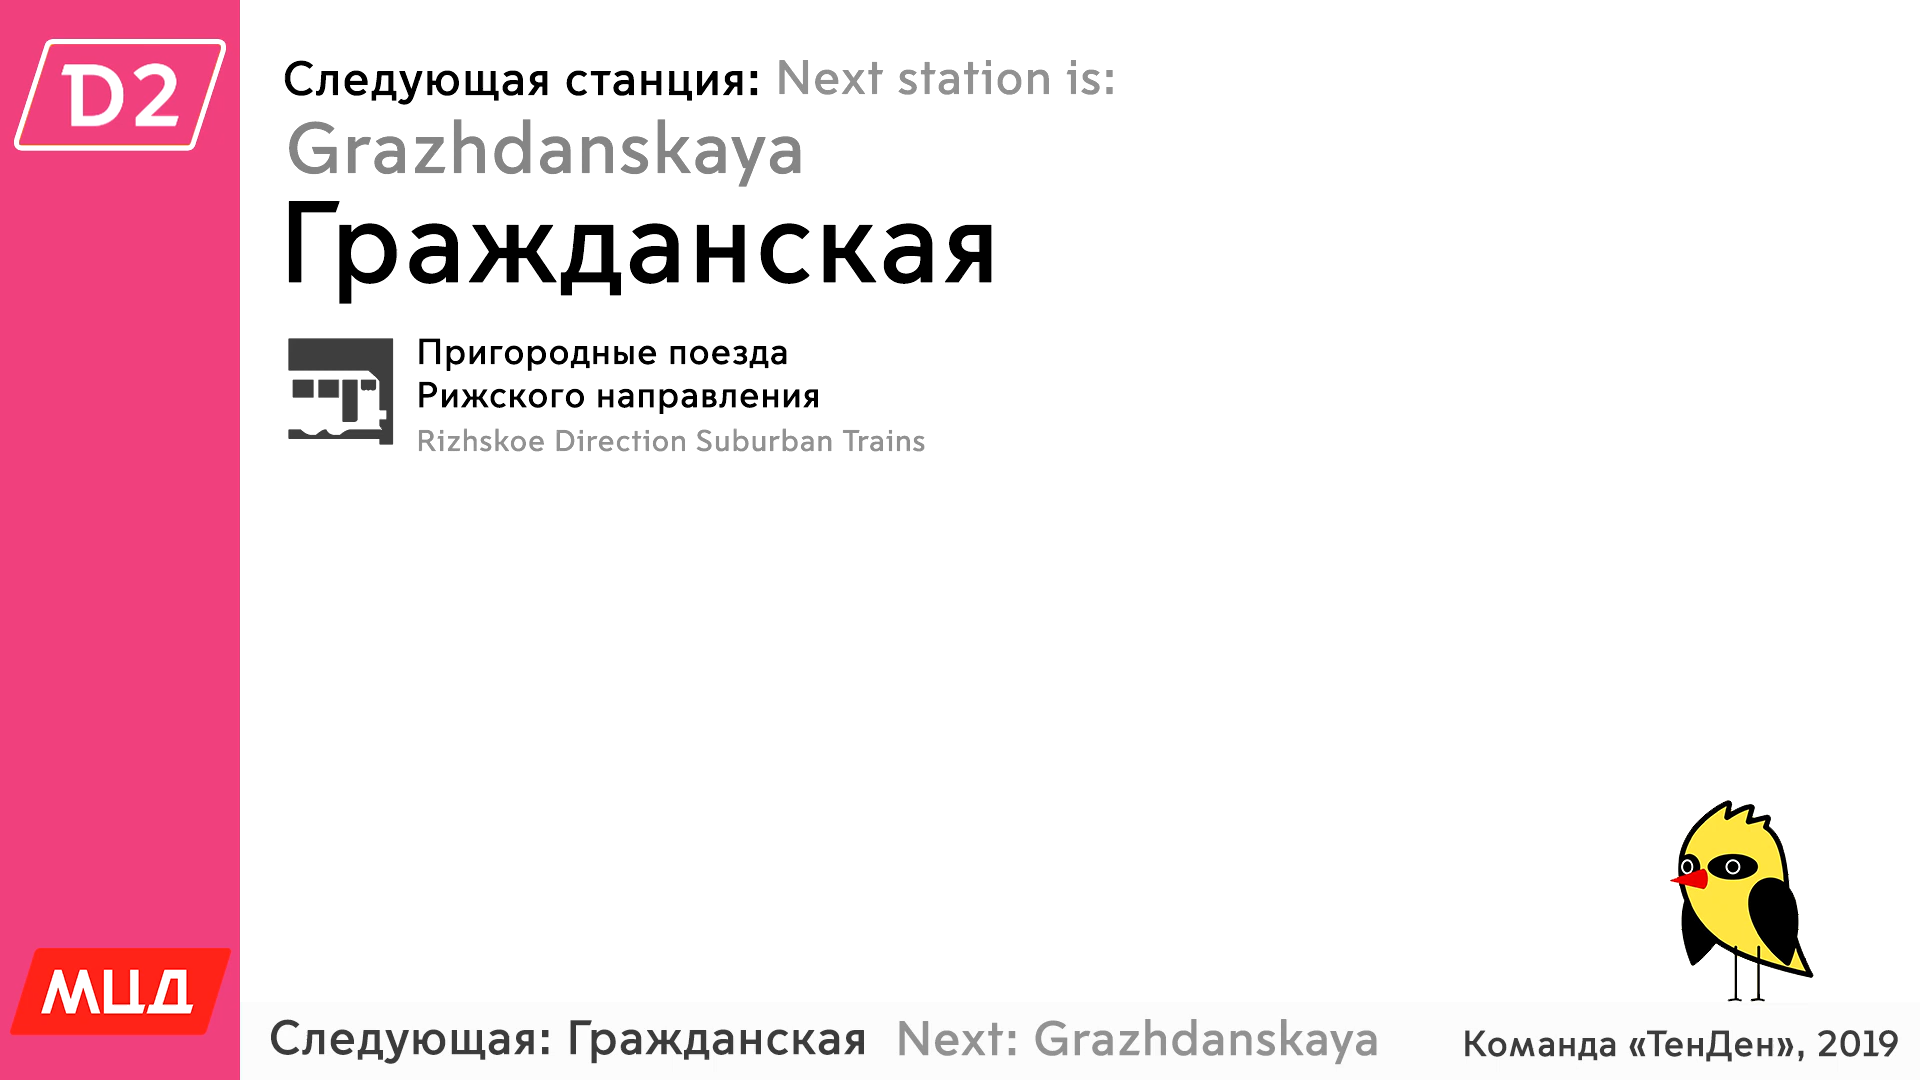 D2
Следующая станция: Next station is:
Grazhdanskaya
Гражданская
Пригородные поезда
Рижского направления
Rizhskoe Direction Suburban Trains
МЦД
Следующая: Гражданская Next: Grazhdanskaya
Команда «ТенДен», 2019